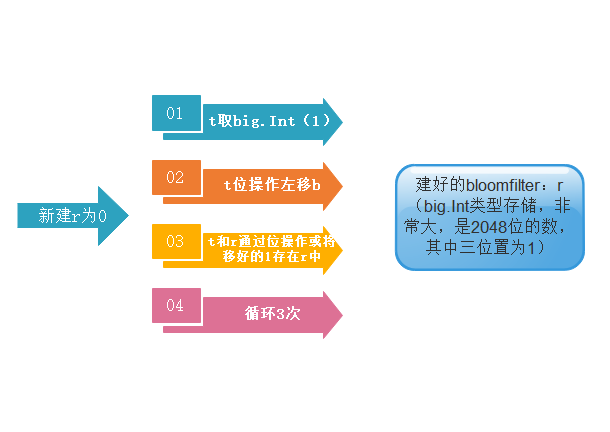 新建r为0
01
t取big.Int（1）
02
t位操作左移b
03
t和r通过位操作或将
移好的1存在r中
04
循环3次
建好的bloomfilter：r
（big.Int类型存储，非
常大，是2048位的数，
其中三位置为1）